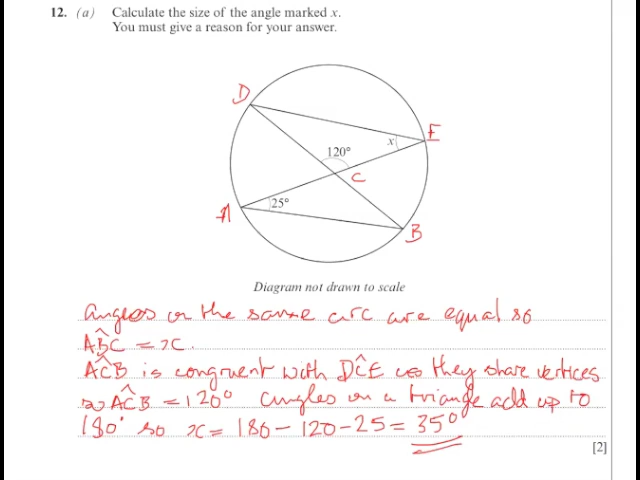 12. (a) Calculate the size of the angle marked x.
You must give a reason for your answer.
D
E
120°
x
C
25°
A
B
Diagram not drawn to scale
angles on the same arc are equal so
AB̂C = x.
AĈB is congruent with DĈE as they share vertices
so AĈB = 120° angles in a triangle add up to
180° so x = 180 - 120 - 25 = 35°
[2]